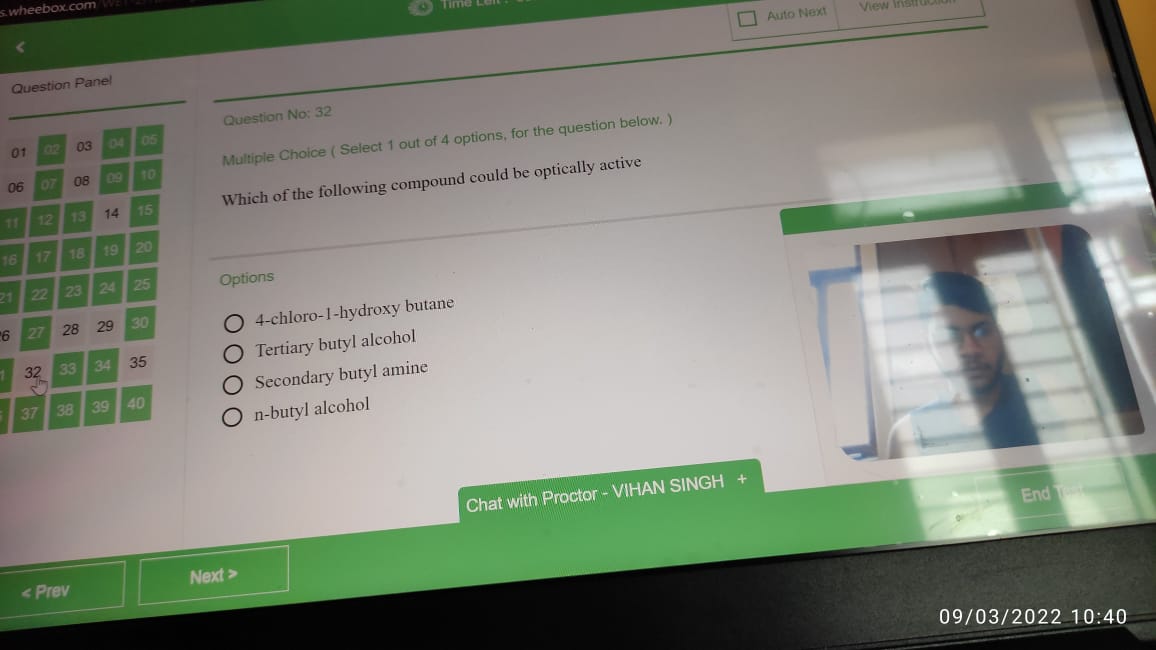 s.wheebox.com
Time Left :
Auto Next
View Instruction
<
Question Panel
01 02 03 04 05
06 07 08 09 10
11 12 13 14 15
16 17 18 19 20
21 22 23 24 25
6 27 28 29 30
1 32 33 34 35
37 38 39 40
Question No: 32
Multiple Choice ( Select 1 out of 4 options, for the question below. )
Which of the following compound could be optically active
Options
4-chloro-1-hydroxy butane
Tertiary butyl alcohol
Secondary butyl amine
n-butyl alcohol
Chat with Proctor - VIHAN SINGH +
End Test
< Prev
Next >
09/03/2022 10:40